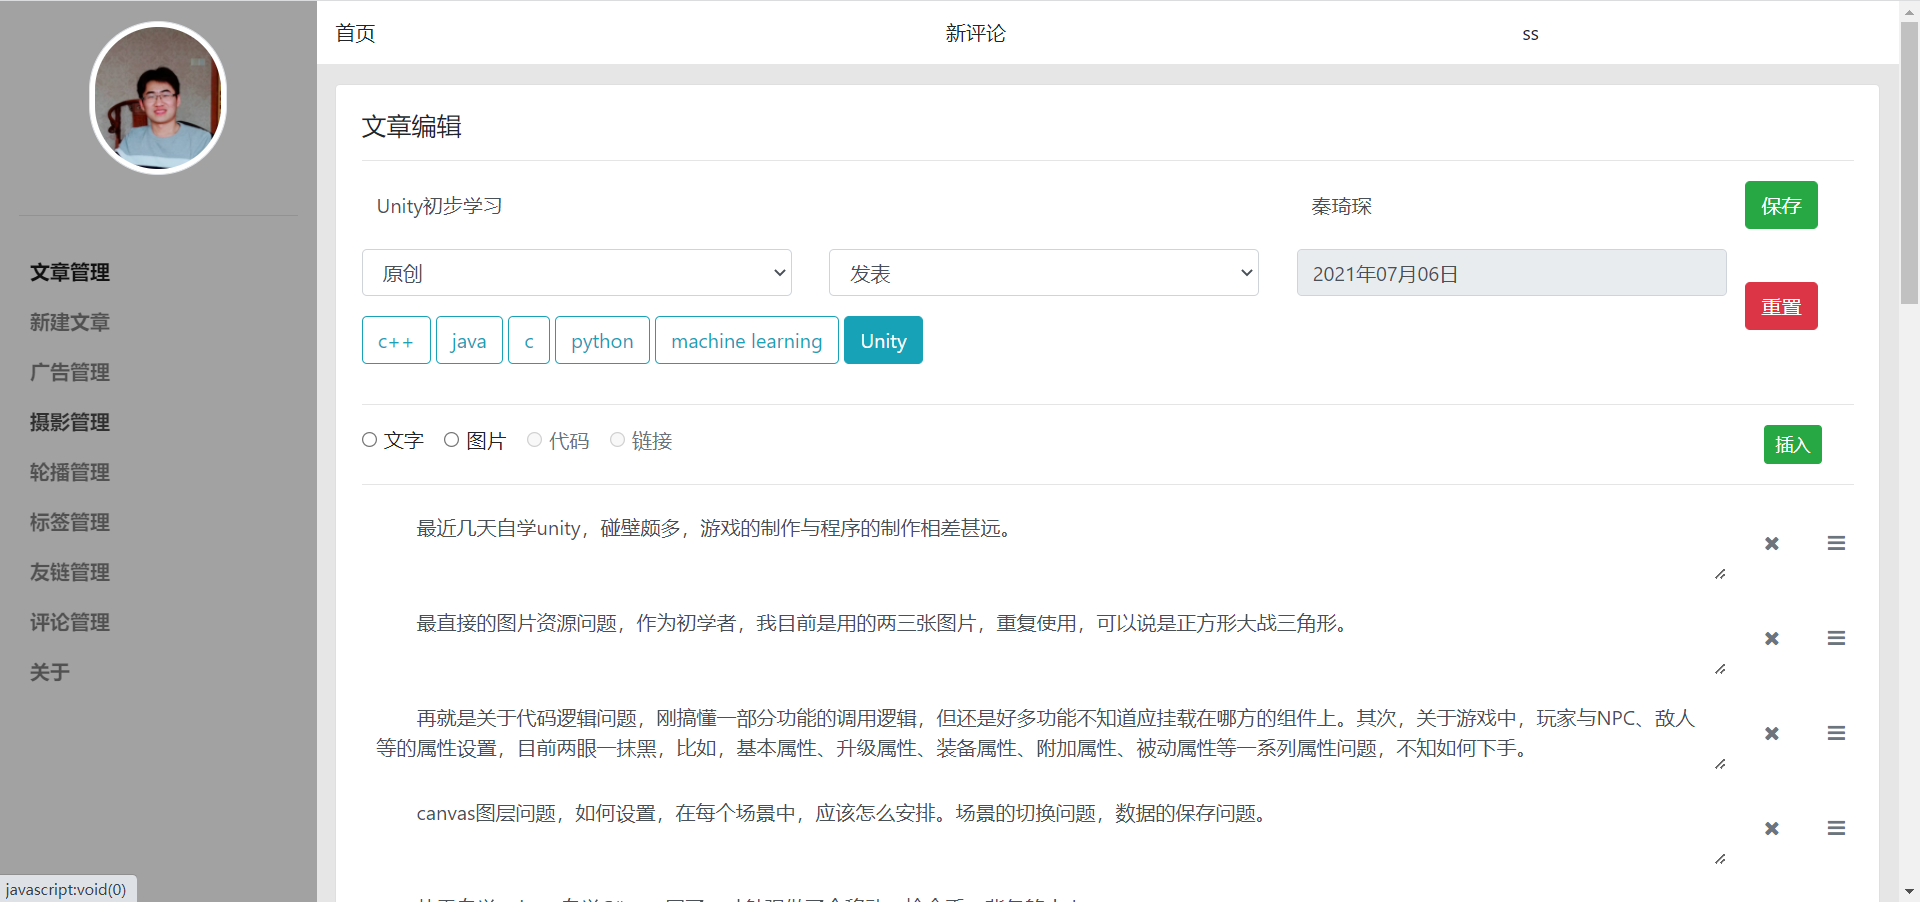 首页
新评论
ss
文章管理
新建文章
广告管理
摄影管理
轮播管理
标签管理
友链管理
评论管理
关于
文章编辑
Unity初步学习
秦琦琛
保存
原创
发表
2021年07月06日
重置
c++
java
c
python
machine learning
Unity
文字
图片
代码
链接
插入
最近几天自学unity，碰壁颇多，游戏的制作与程序的制作相差甚远。
最直接的图片资源问题，作为初学者，我目前是用的两三张图片，重复使用，可以说是正方形大战三角形。
再就是关于代码逻辑问题，刚搞懂一部分功能的调用逻辑，但还是好多功能不知道应挂载在哪方的组件上。其次，关于游戏中，玩家与NPC、敌人
等的属性设置，目前两眼一抹黑，比如，基本属性、升级属性、装备属性、附加属性、被动属性等一系列属性问题，不知如何下手。
canvas图层问题，如何设置，在每个场景中，应该怎么安排。场景的切换问题，数据的保存问题。
javascript:void(0)